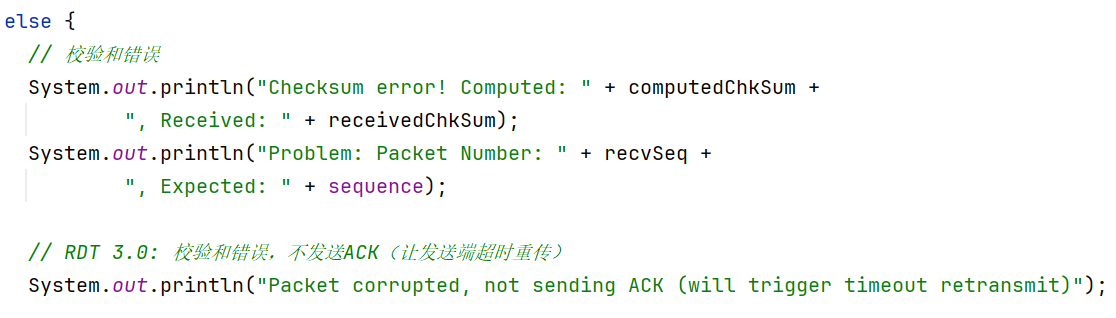 else {
// 校验和错误
System.out.println("Checksum error! Computed: " + computedChkSum +
", Received: " + receivedChkSum);
System.out.println("Problem: Packet Number: " + recvSeq +
", Expected: " + sequence);
// RDT 3.0: 校验和错误，不发送ACK（让发送端超时重传）
System.out.println("Packet corrupted, not sending ACK (will trigger timeout retransmit)");